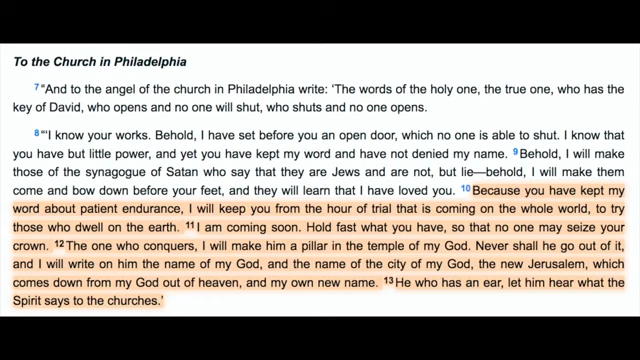 To the Church in Philadelphia
7 “And to the angel of the church in Philadelphia write: ‘The words of the holy one, the true one, who has the
key of David, who opens and no one will shut, who shuts and no one opens.
8 “‘I know your works. Behold, I have set before you an open door, which no one is able to shut. I know that
you have but little power, and yet you have kept my word and have not denied my name. 9 Behold, I will make
those of the synagogue of Satan who say that they are Jews and are not, but lie—behold, I will make them
come and bow down before your feet, and they will learn that I have loved you. 10 Because you have kept my
word about patient endurance, I will keep you from the hour of trial that is coming on the whole world, to try
those who dwell on the earth. 11 I am coming soon. Hold fast what you have, so that no one may seize your
crown. 12 The one who conquers, I will make him a pillar in the temple of my God. Never shall he go out of it,
and I will write on him the name of my God, and the name of the city of my God, the new Jerusalem, which
comes down from my God out of heaven, and my own new name. 13 He who has an ear, let him hear what the
Spirit says to the churches.’